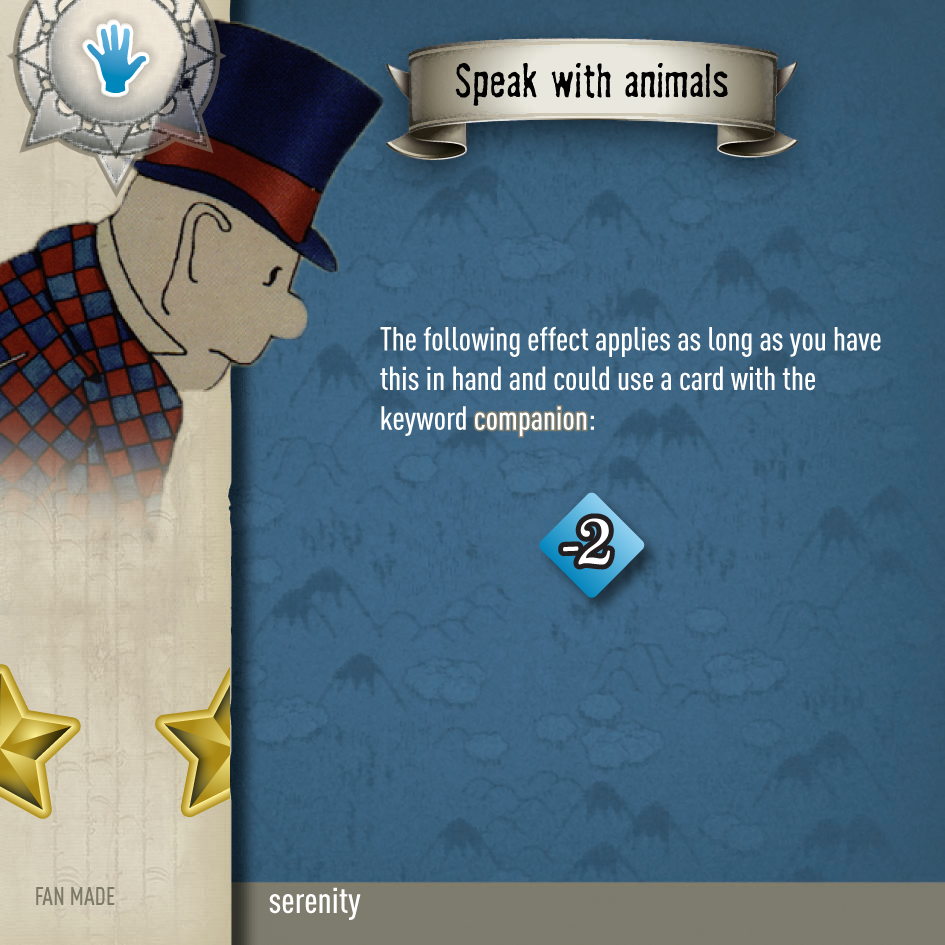 Speak with animals
The following effect applies as long as you have
this in hand and could use a card with the
keyword companion:
-2
FAN MADE
serenity